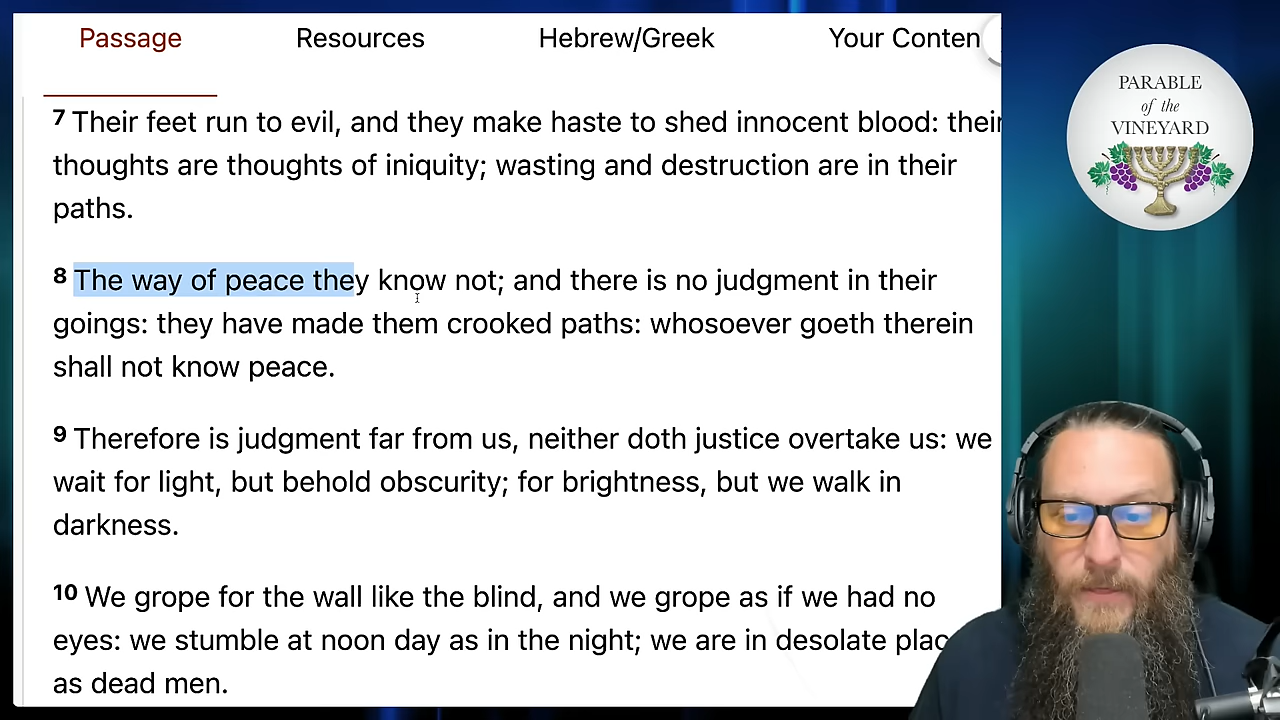 Passage Resources Hebrew/Greek Your Conten
7 Their feet run to evil, and they make haste to shed innocent blood: their
thoughts are thoughts of iniquity; wasting and destruction are in their
paths.
8 The way of peace they know not; and there is no judgment in their
goings: they have made them crooked paths: whosoever goeth therein
shall not know peace.
9 Therefore is judgment far from us, neither doth justice overtake us: we
wait for light, but behold obscurity; for brightness, but we walk in
darkness.
10 We grope for the wall like the blind, and we grope as if we had no
eyes: we stumble at noon day as in the night; we are in desolate plac
as dead men.
PARABLE
of the
VINEYARD